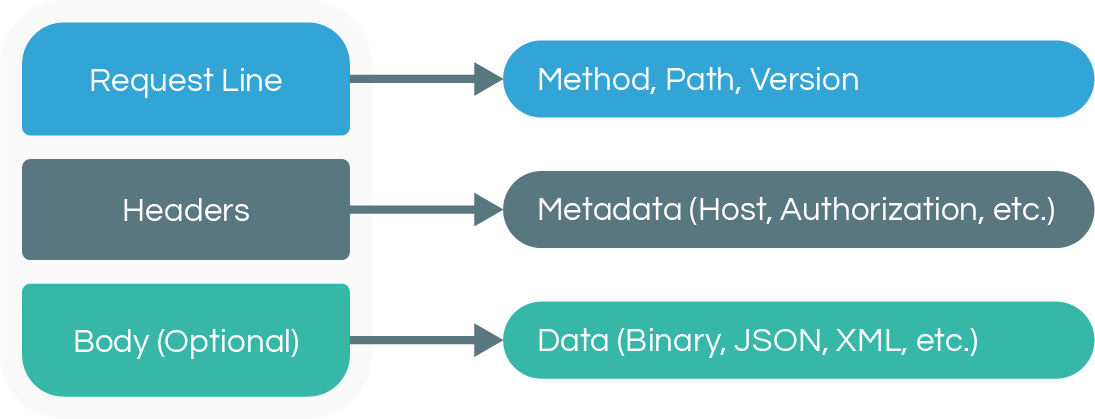 Request Line
Method, Path, Version
Headers
Metadata (Host, Authorization, etc.)
Body (Optional)
Data (Binary, JSON, XML, etc.)